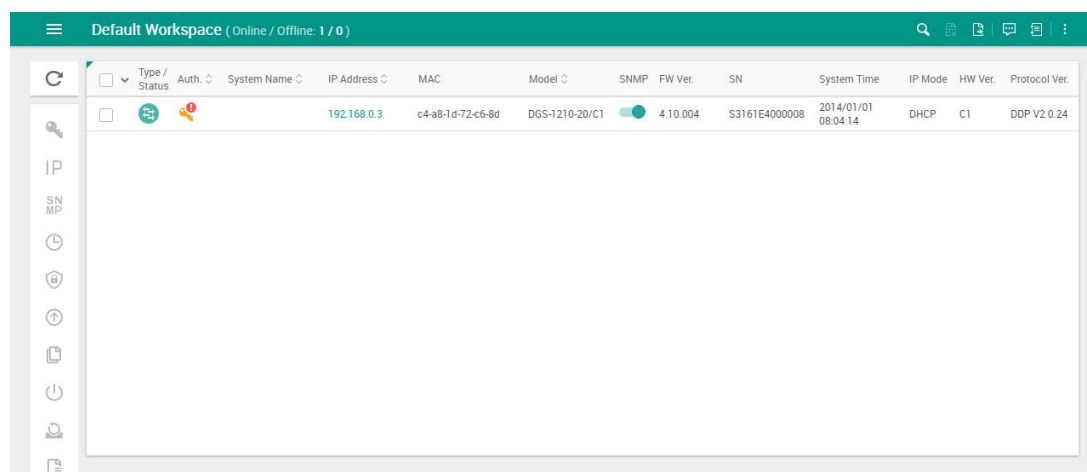 Default Workspace ( Online / Offline: 1 / 0 )
Type / Status Auth. System Name IP Address MAC Model SNMP FW Ver. SN System Time IP Mode HW Ver. Protocol Ver.
192.168.0.3 c4-a8-1d-72-c6-8d DGS-1210-20/C1 4.10.004 S3161E4000008 2014/01/01 08:04:14 DHCP C1 DDP V2.0.24
IP
SN
MP